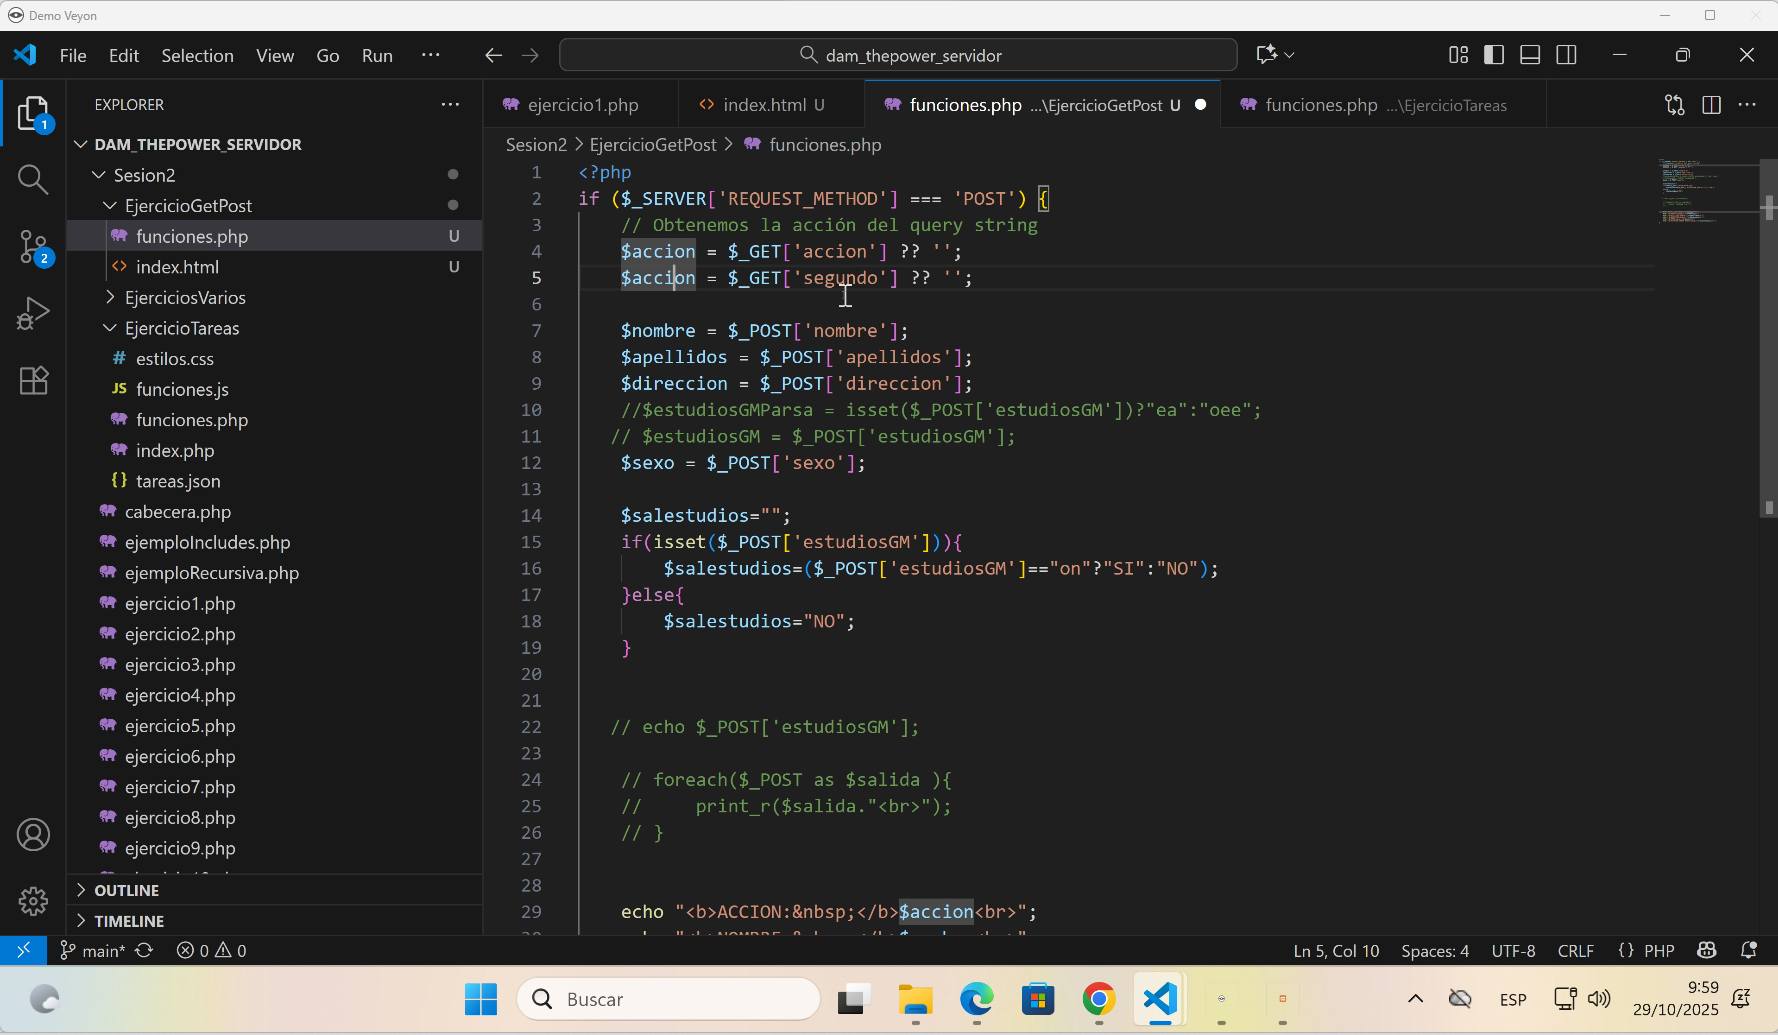 Demo Veyon
File Edit Selection View Go Run ···
dam_thepower_servidor
EXPLORER
DAM_THEPOWER_SERVIDOR
Sesion2
EjercicioGetPost
funciones.php U
index.html U
EjerciciosVarios
EjercicioTareas
# estilos.css
JS funciones.js
funciones.php
index.php
{} tareas.json
cabecera.php
ejemploIncludes.php
ejemploRecursiva.php
ejercicio1.php
ejercicio2.php
ejercicio3.php
ejercicio4.php
ejercicio5.php
ejercicio6.php
ejercicio7.php
ejercicio8.php
ejercicio9.php
OUTLINE
TIMELINE
1
2
ejercicio1.php
<> index.html U
funciones.php ...\EjercicioGetPost U
funciones.php ...\EjercicioTareas
Sesion2 > EjercicioGetPost > funciones.php
1 <?php
2 if ($_SERVER['REQUEST_METHOD'] === 'POST') {
3 // Obtenemos la acción del query string
4 $accion = $_GET['accion'] ?? '';
5 $accion = $_GET['segundo'] ?? '';
6
7 $nombre = $_POST['nombre'];
8 $apellidos = $_POST['apellidos'];
9 $direccion = $_POST['direccion'];
10 //$estudiosGMParsa = isset($_POST['estudiosGM'])?"ea":"oee";
11 // $estudiosGM = $_POST['estudiosGM'];
12 $sexo = $_POST['sexo'];
13
14 $salestudios="";
15 if(isset($_POST['estudiosGM'])){
16 $salestudios=($_POST['estudiosGM']=="on"?"SI":"NO");
17 }else{
18 $salestudios="NO";
19 }
20
21
22 // echo $_POST['estudiosGM'];
23
24 // foreach($_POST as $salida ){
25 // print_r($salida."<br>");
26 // }
27
28
29 echo "<b>ACCION:&nbsp;</b>$accion<br>";
main* 0 0
Ln 5, Col 10 Spaces: 4 UTF-8 CRLF {} PHP
Buscar
ESP
9:59
29/10/2025